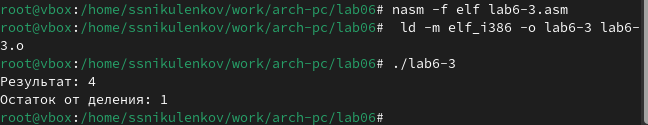 root@vbox:/home/ssnikulenkov/work/arch-pc/lab06# nasm -f elf lab6-3.asm
root@vbox:/home/ssnikulenkov/work/arch-pc/lab06#  ld -m elf_i386 -o lab6-3 lab6-
3.o
root@vbox:/home/ssnikulenkov/work/arch-pc/lab06# ./lab6-3
Результат: 4
Остаток от деления: 1
root@vbox:/home/ssnikulenkov/work/arch-pc/lab06#